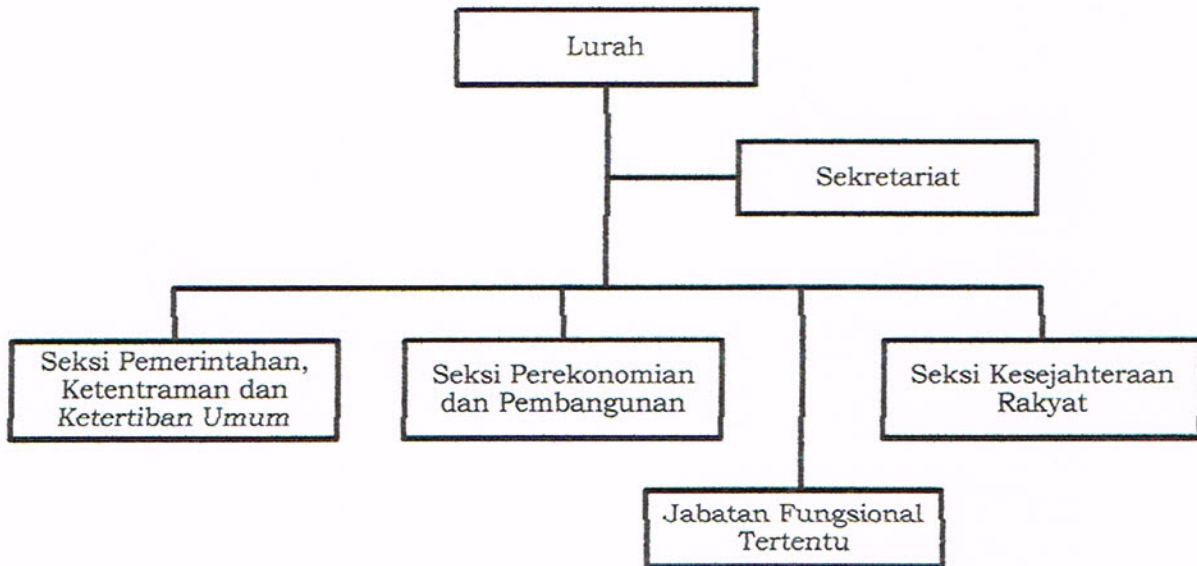 Lurah
Sekretariat
Seksi Pemerintahan,
Ketentraman dan
Ketertiban Umum
Seksi Perekonomian
dan Pembangunan
Seksi Kesejahteraan
Rakyat
Jabatan Fungsional
Tertentu